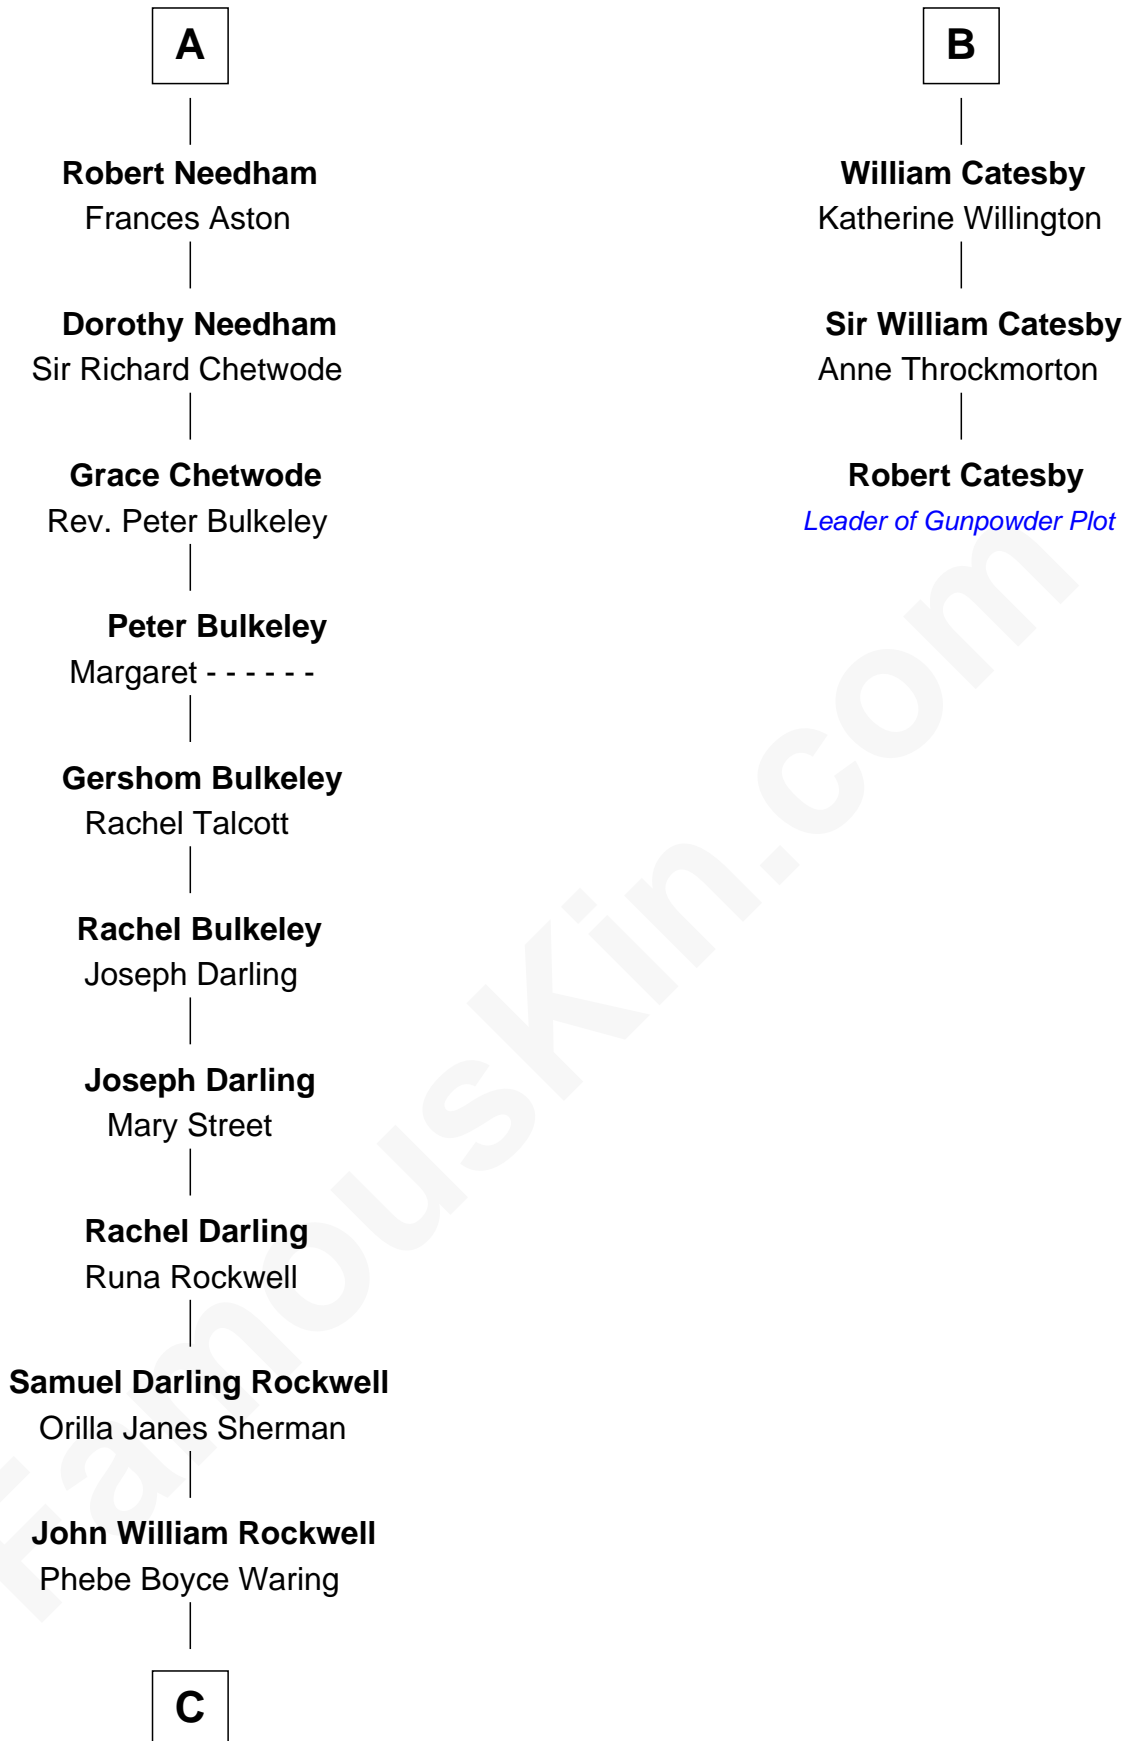 A
Robert Needham
Frances Aston
Dorothy Needham
Sir Richard Chetwode
Grace Chetwode
Rev. Peter Bulkeley
Peter Bulkeley
Margaret - - - - - -
Gershom Bulkeley
Rachel Talcott
Rachel Bulkeley
Joseph Darling
Joseph Darling
Mary Street
Rachel Darling
Runa Rockwell
Samuel Darling Rockwell
Orilla Janes Sherman
John William Rockwell
Phebe Boyce Waring
C
B
William Catesby
Katherine Willington
Sir William Catesby
Anne Throckmorton
Robert Catesby
Leader of Gunpowder Plot
FamousKin.com